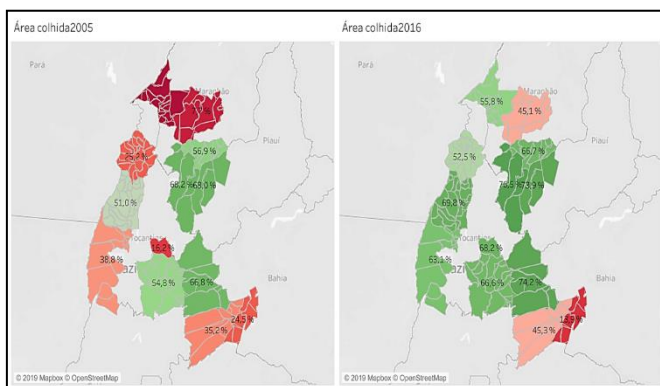 Área colhida2005
Pará
Maranhão
Piauí
56,9 %
68,2 %
68,0 %
51,0 %
Tocantins
16,2 %
38,8 %
azi
54,8 %
66,8 %
Bahia
24,5 %
35,2 %
© 2019 Mapbox © OpenStreetMap
Área colhida2016
Pará
55,8 %
Maranhão
45,1 %
Piauí
52,5 %
66,7 %
73,9 %
69,8 %
Tocantins
68,2 %
azi
66,6 %
74,2 %
Bahia
45,3 %
© 2019 Mapbox © OpenStreetMap